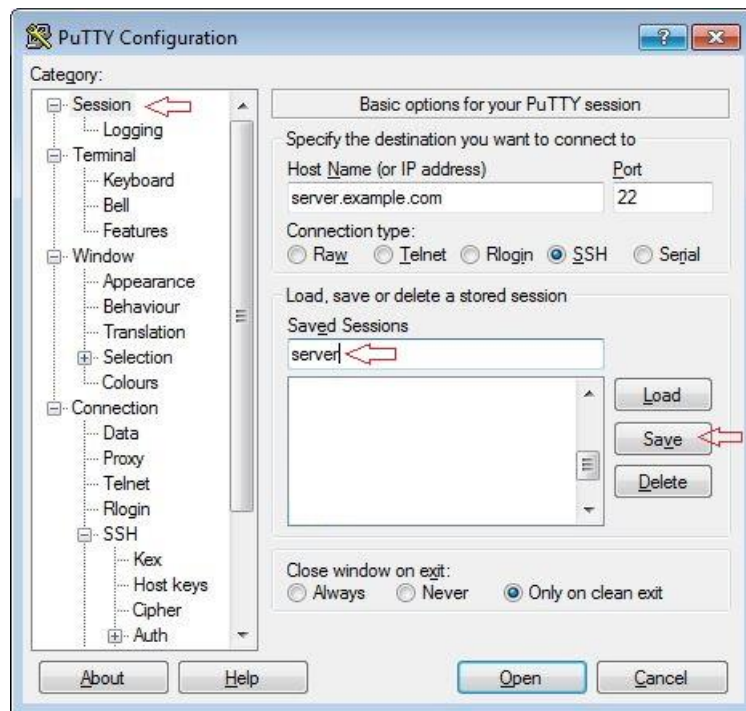 PuTTY Configuration
Category:
Session
Logging
Terminal
Keyboard
Bell
Features
Window
Appearance
Behaviour
Translation
Selection
Colours
Connection
Data
Proxy
Telnet
Rlogin
SSH
Kex
Host keys
Cipher
Auth
Basic options for your PuTTY session
Specify the destination you want to connect to
Host Name (or IP address) Port
server.example.com 22
Connection type:
Raw Telnet Rlogin SSH Serial
Load, save or delete a stored session
Saved Sessions
server
Load
Save
Delete
Close window on exit:
Always Never Only on clean exit
About Help Open Cancel